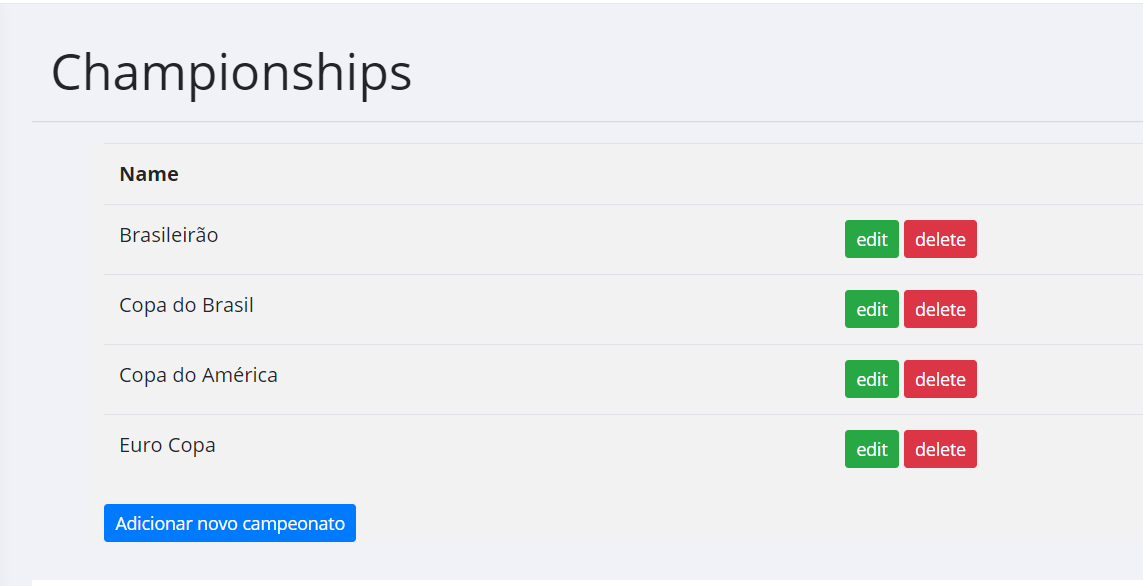 Championships
Name
Brasileirão edit delete
Copa do Brasil edit delete
Copa do América edit delete
Euro Copa edit delete
Adicionar novo campeonato